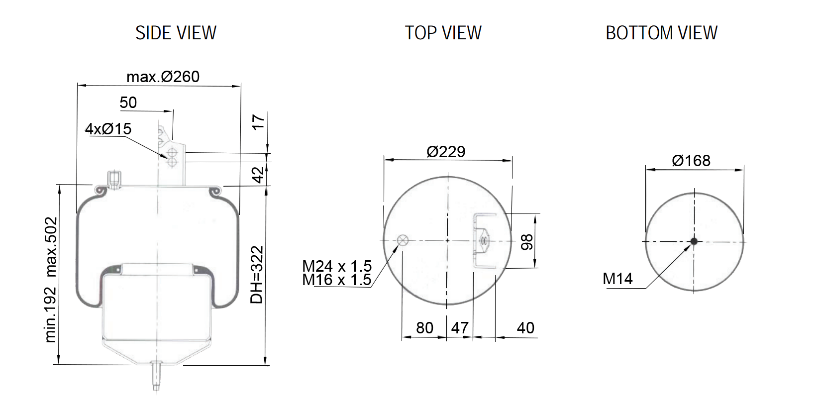 SIDE VIEW
TOP VIEW
BOTTOM VIEW
max.Ø260
50
4xØ15
17
42
min.192 max.502
DH=322
Ø229
98
M24 x 1.5
M16 x 1.5
80
47
40
Ø168
M14